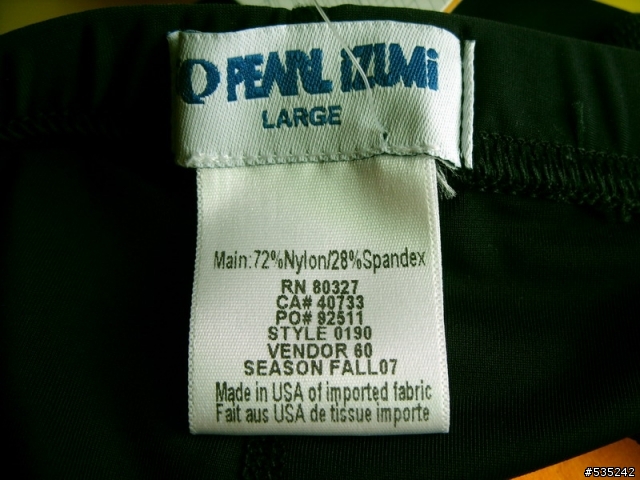 PEARL iZUMi
LARGE
Main:72%Nylon/28%Spandex
RN 80327
CA# 40733
PO# 92511
STYLE 0190
VENDOR 60
SEASON FALL07
Made in USA of imported fabric
Fait aus USA de tissue importe
#535242